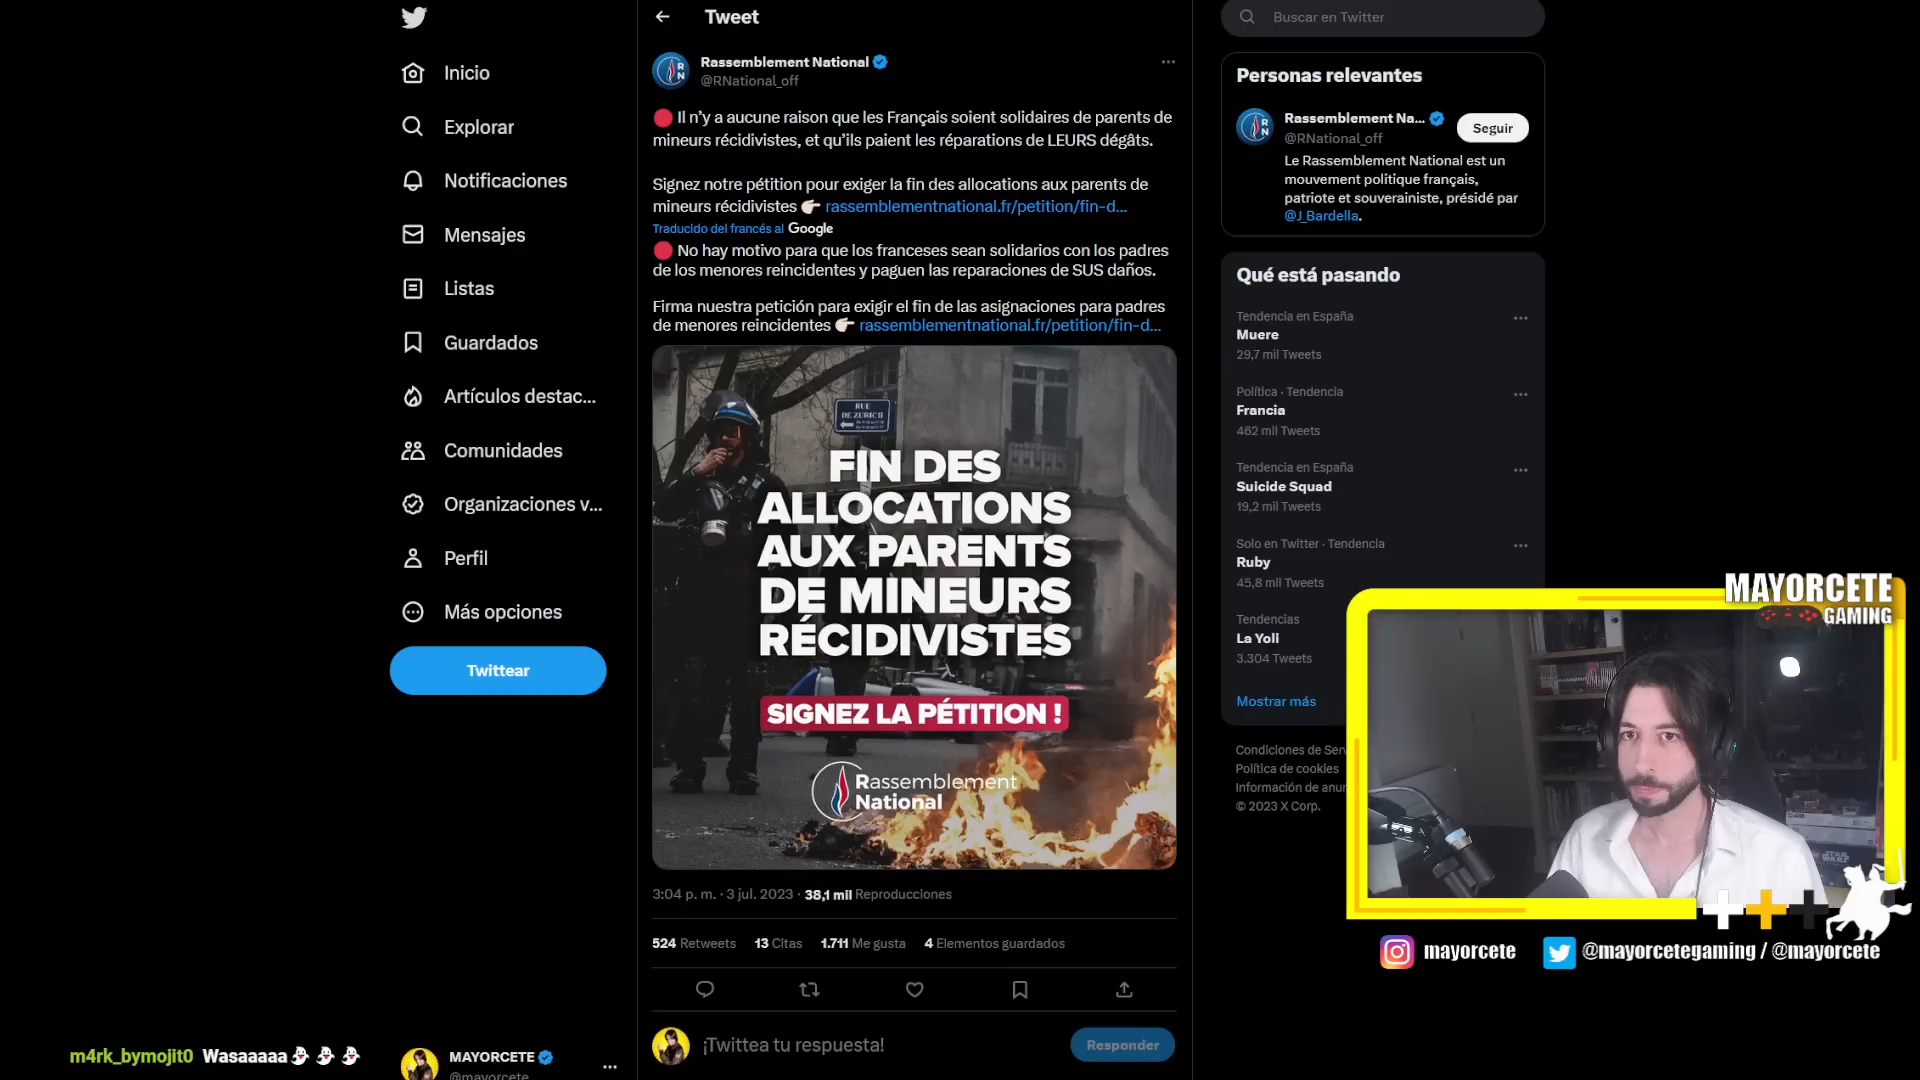 Tweet
Buscar en Twitter
Inicio
Explorar
Notificaciones
Mensajes
Listas
Guardados
Artículos destac...
Comunidades
Organizaciones v...
Perfil
Más opciones
Twittear
MAYORCETE
@mayorcete
Rassemblement National
@RNational_off
Il n’y a aucune raison que les Français soient solidaires de parents de
mineurs récidivistes, et qu’ils paient les réparations de LEURS dégâts.
Signez notre pétition pour exiger la fin des allocations aux parents de
mineurs récidivistes 👉 rassemblementnational.fr/petition/fin-d...
Traducido del francés al Google
No hay motivo para que los franceses sean solidarios con los padres
de los menores reincidentes y paguen las reparaciones de SUS daños.
Firma nuestra petición para exigir el fin de las asignaciones para padres
de menores reincidentes 👉 rassemblementnational.fr/petition/fin-d...
RUE
DE ZURICH
FIN DES
ALLOCATIONS
AUX PARENTS
DE MINEURS
RÉCIDIVISTES
SIGNEZ LA PÉTITION !
Rassemblement
National
3:04 p. m. · 3 jul. 2023 · 38,1 mil Reproducciones
524 Retweets 13 Citas 1.711 Me gusta 4 Elementos guardados
¡Twittea tu respuesta!
Responder
Personas relevantes
Rassemblement Na...
@RNational_off
Seguir
Le Rassemblement National est un
mouvement politique français,
patriote et souverainiste, présidé par
@J_Bardella.
Qué está pasando
Tendencia en España
Muere
29,7 mil Tweets
Política · Tendencia
Francia
462 mil Tweets
Tendencia en España
Suicide Squad
19,2 mil Tweets
Solo en Twitter · Tendencia
Ruby
45,8 mil Tweets
Tendencias
La Yoli
3.304 Tweets
Mostrar más
Condiciones de Ser
Política de cookies
Información de anu
© 2023 X Corp.
MAYORCETE
GAMING
STAR
WARS
mayorcete
@mayorcetegaming / @mayorcete
m4rk_bymojit0 Wasaaaaa